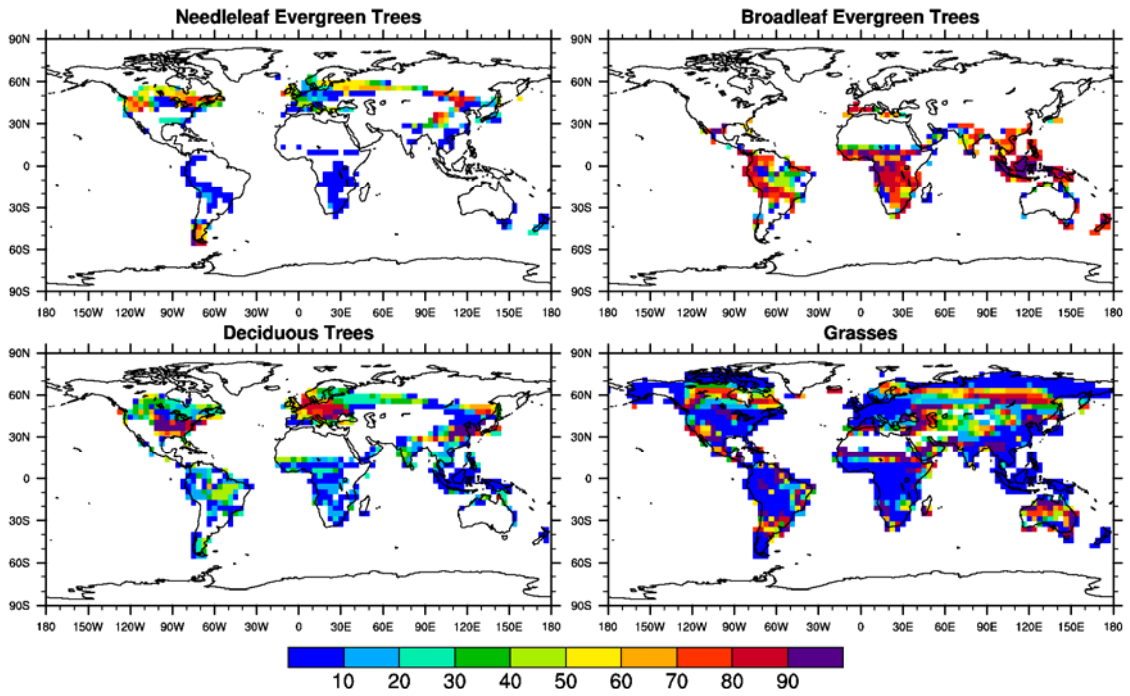 Needleleaf Evergreen Trees
Broadleaf Evergreen Trees
90N
60N
30N
0
30S
60S
90S
90N
60N
30N
0
30S
60S
90S
180 150W 120W 90W 60W 30W 0 30E 60E 90E 120E 150E 180
180 150W 120W 90W 60W 30W 0 30E 60E 90E 120E 150E 180
Deciduous Trees
Grasses
90N
60N
30N
0
30S
60S
90S
90N
60N
30N
0
30S
60S
90S
180 150W 120W 90W 60W 30W 0 30E 60E 90E 120E 150E 180
180 150W 120W 90W 60W 30W 0 30E 60E 90E 120E 150E 180
10 20 30 40 50 60 70 80 90